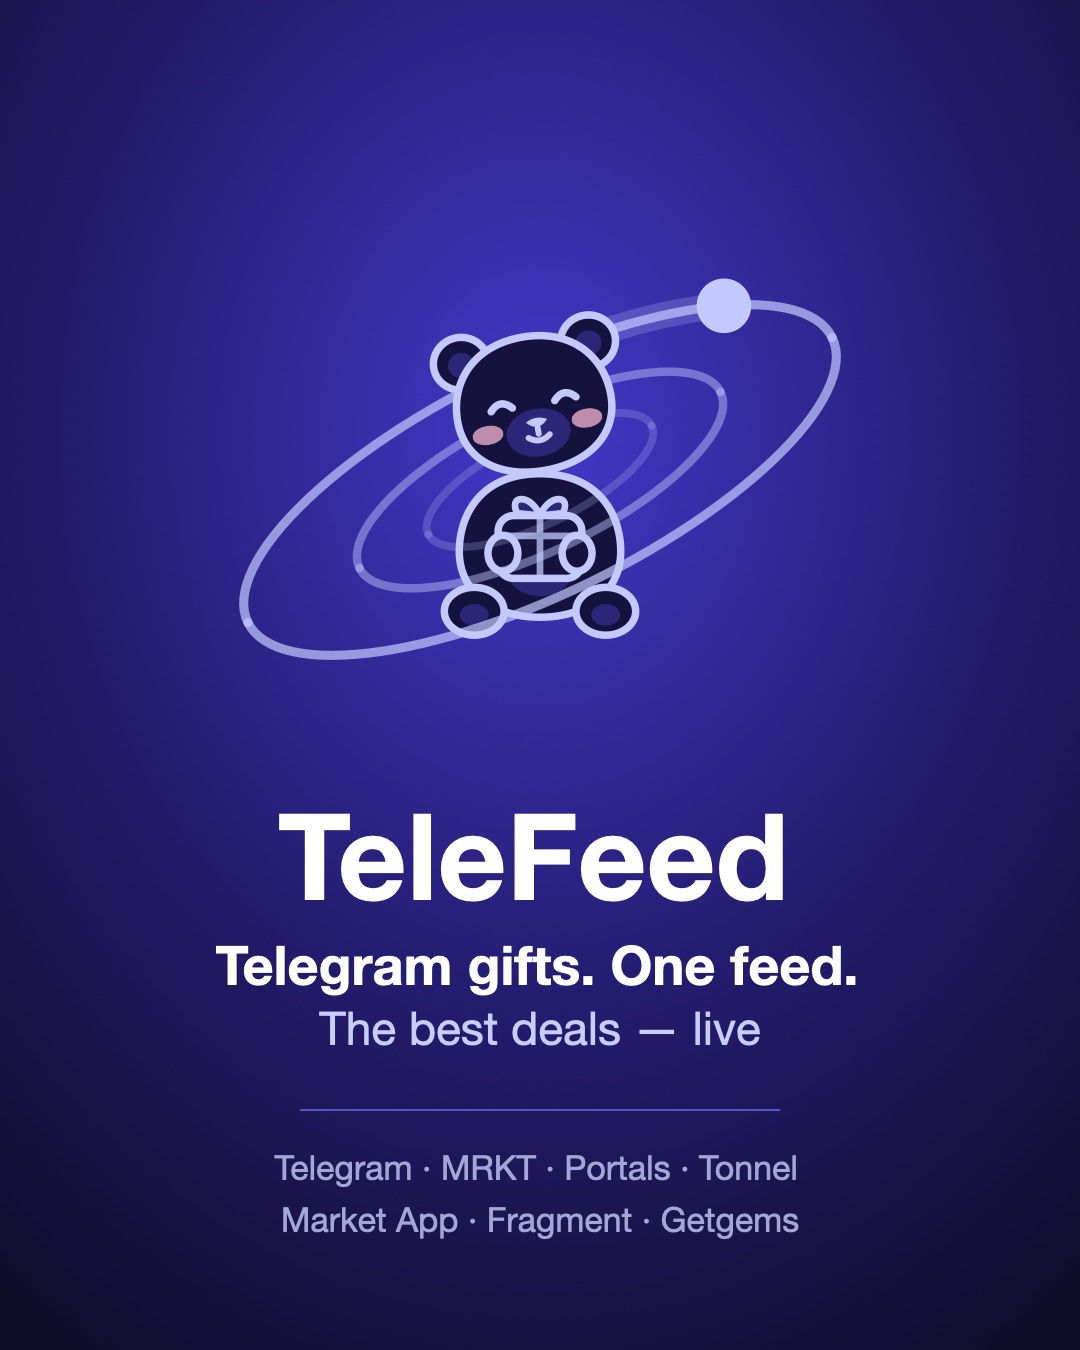 TeleFeed
Telegram gifts. One feed.
The best deals — live
Telegram · MRKT · Portals · Tonnel
Market App · Fragment · Getgems